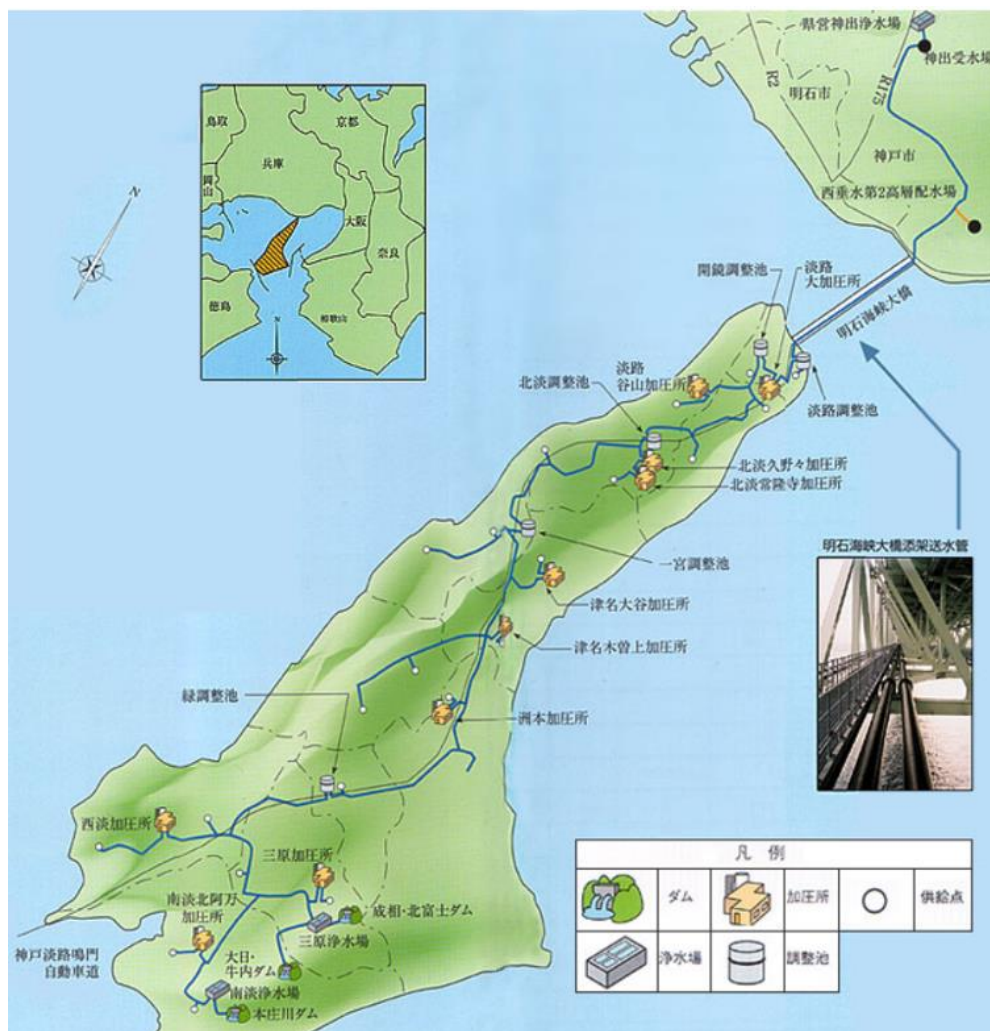 県営神出浄水場
神出受水場
R2
R175
明石市
神戸市
西垂水第2高層配水場
鳥取
京都
兵庫
岡山
大阪
奈良
徳島
和歌山
N
N
開鏡調整池
淡路
大加圧所
明石海峡大橋
北淡調整池
淡路
谷山加圧所
淡路調整池
北淡久野々加圧所
北淡常隆寺加圧所
明石海峡大橋添架送水管
一宮調整池
津名大谷加圧所
津名木曽上加圧所
緑調整池
洲本加圧所
西淡加圧所
三原加圧所
南淡北阿万
加圧所
成相・北富士ダム
三原浄水場
神戸淡路鳴門
自動車道
大日・
牛内ダム
南淡浄水場
本庄川ダム
凡例
ダム
加圧所
供給点
浄水場
調整池